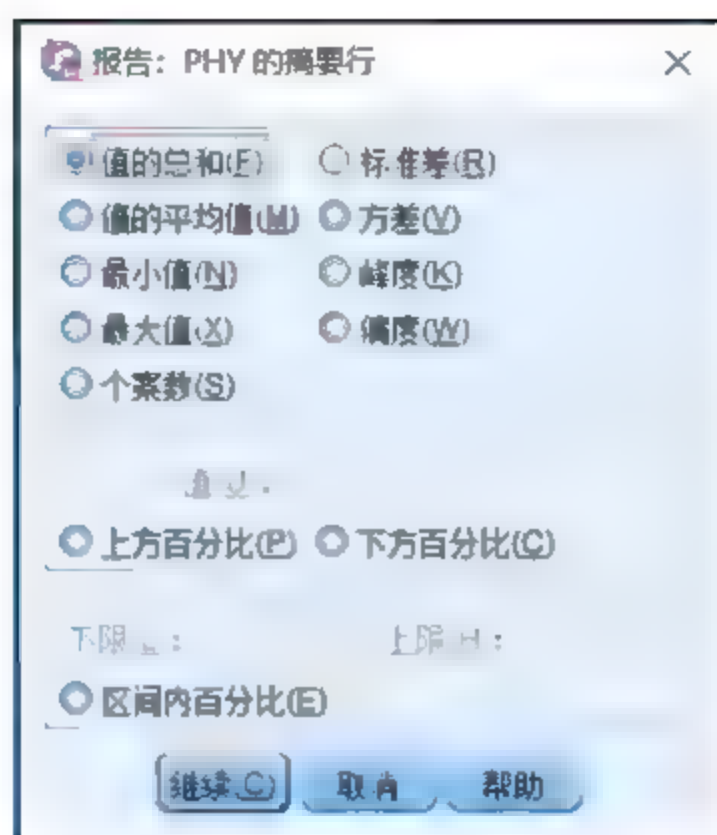 报告：PHY 的摘要行
值的总和(F) 标准差(R)
值的平均值(M) 方差(V)
最小值(N) 峰度(K)
最大值(X) 偏度(W)
个案数(S)
上方百分比(P) 下方百分比(C)
下限 上限 H：
区间内百分比(E)
继续(C) 取消 帮助